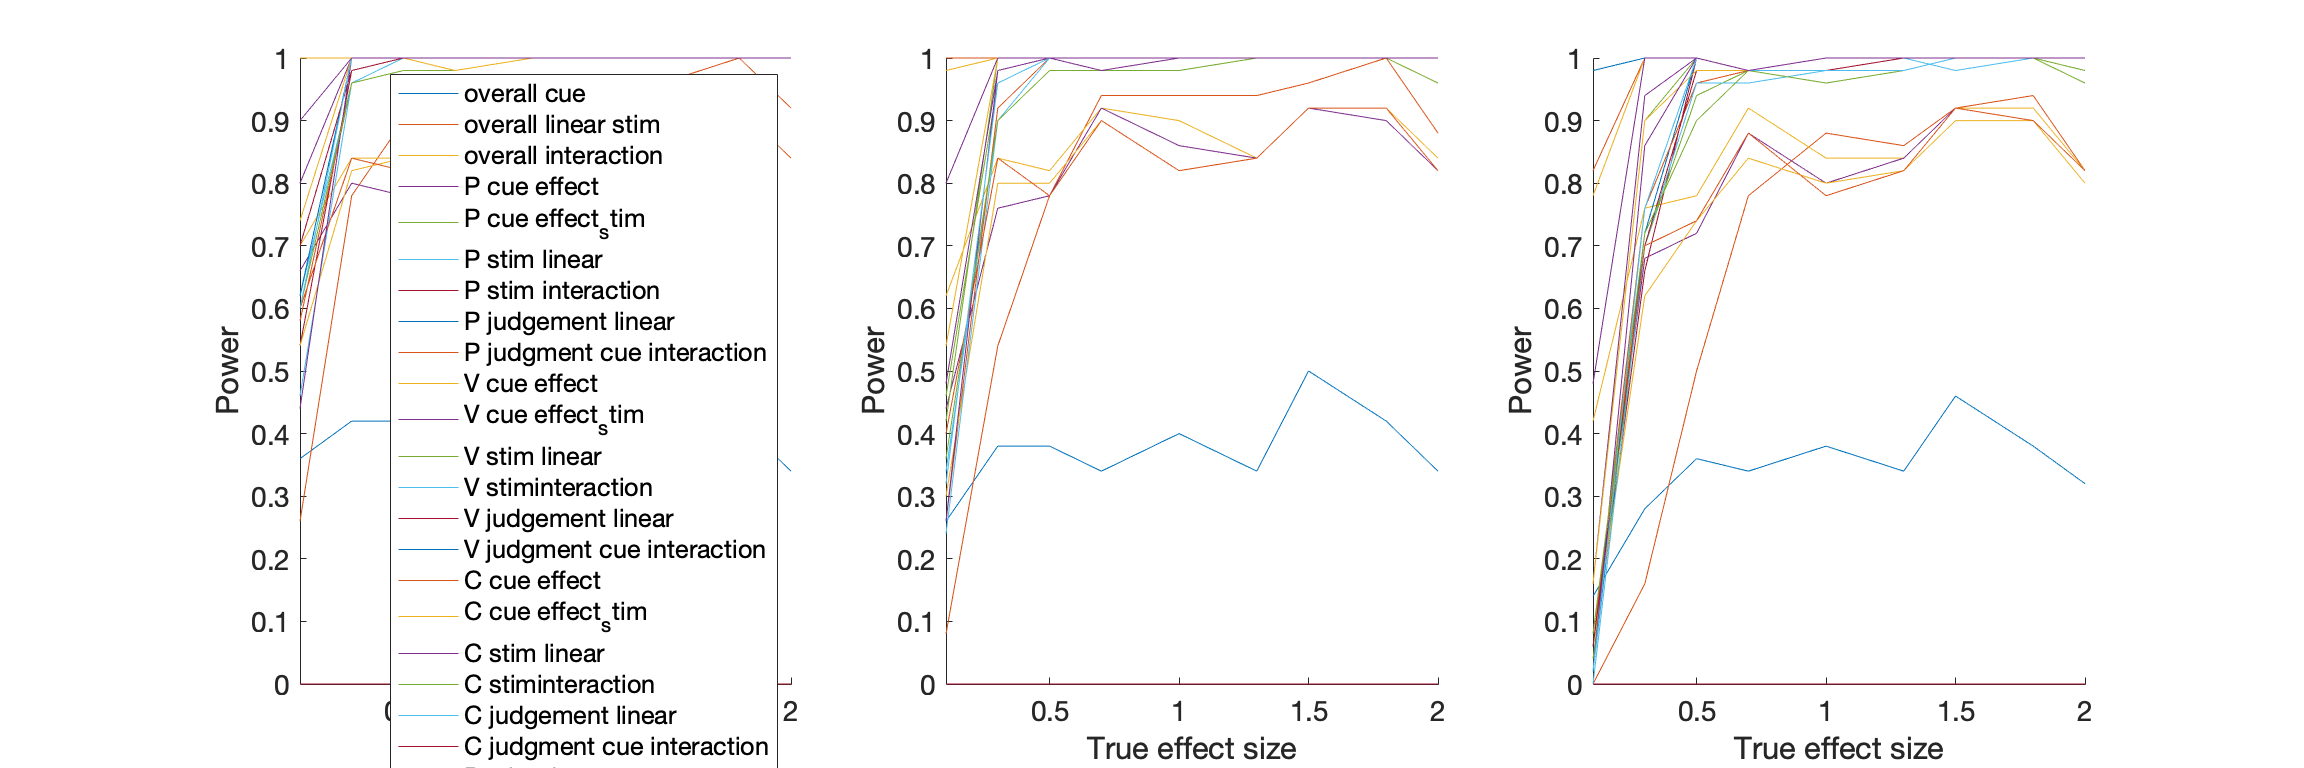 1
0.9
0.8
0.7
0.6
0.5
0.4
0.3
0.2
0.1
0
Power
2
overall cue
overall linear stim
overall interaction
P cue effect
P cue effectstim
P stim linear
P stim interaction
P judgement linear
P judgment cue interaction
V cue effect
V cue effectstim
V stim linear
V stiminteraction
V judgement linear
V judgment cue interaction
C cue effect
C cue effectstim
C stim linear
C stiminteraction
C judgement linear
C judgment cue interaction
1
0.9
0.8
0.7
0.6
0.5
0.4
0.3
0.2
0.1
0
Power
0.5 1 1.5 2
True effect size
1
0.9
0.8
0.7
0.6
0.5
0.4
0.3
0.2
0.1
0
Power
0.5 1 1.5 2
True effect size